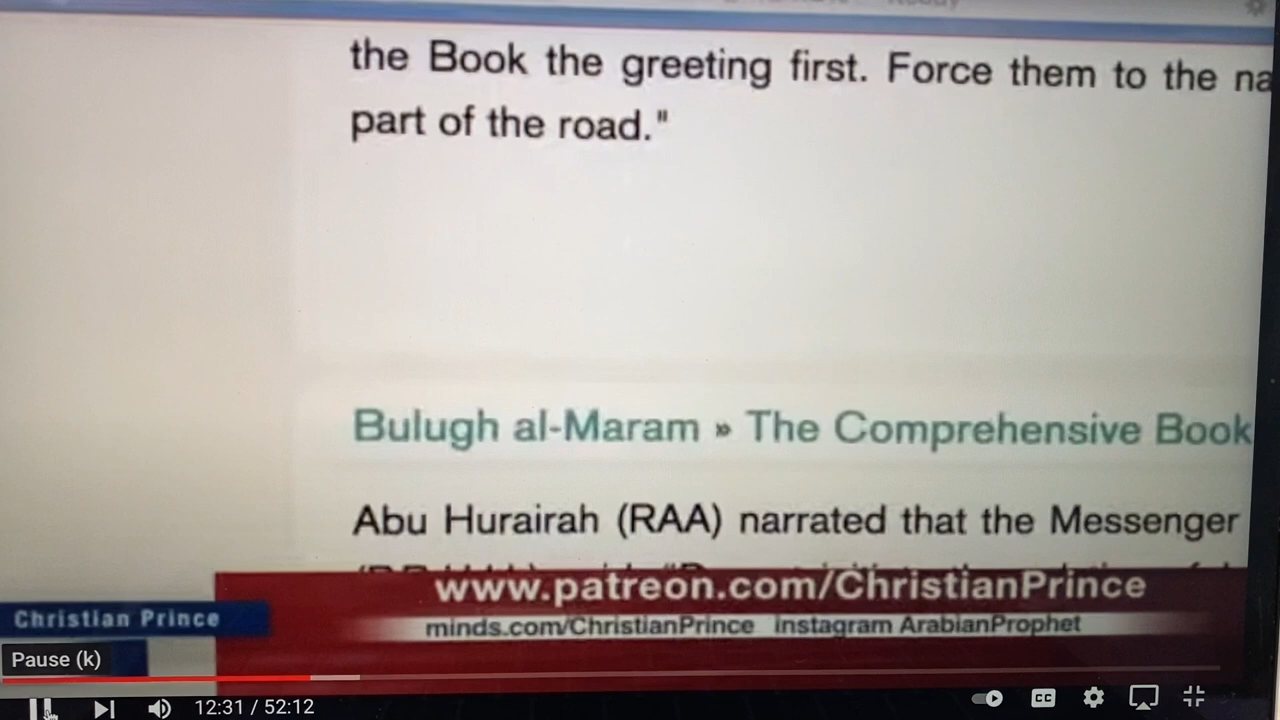 the Book the greeting first. Force them to the
part of the road."
Bulugh al-Maram » The Comprehensive Book
Abu Hurairah (RAA) narrated that the Messenger
www.patreon.com/ChristianPrince
Christian Prince
minds.com/ChristianPrince instagram ArabianProphet
Pause (k)
12:31 / 52:12
CC